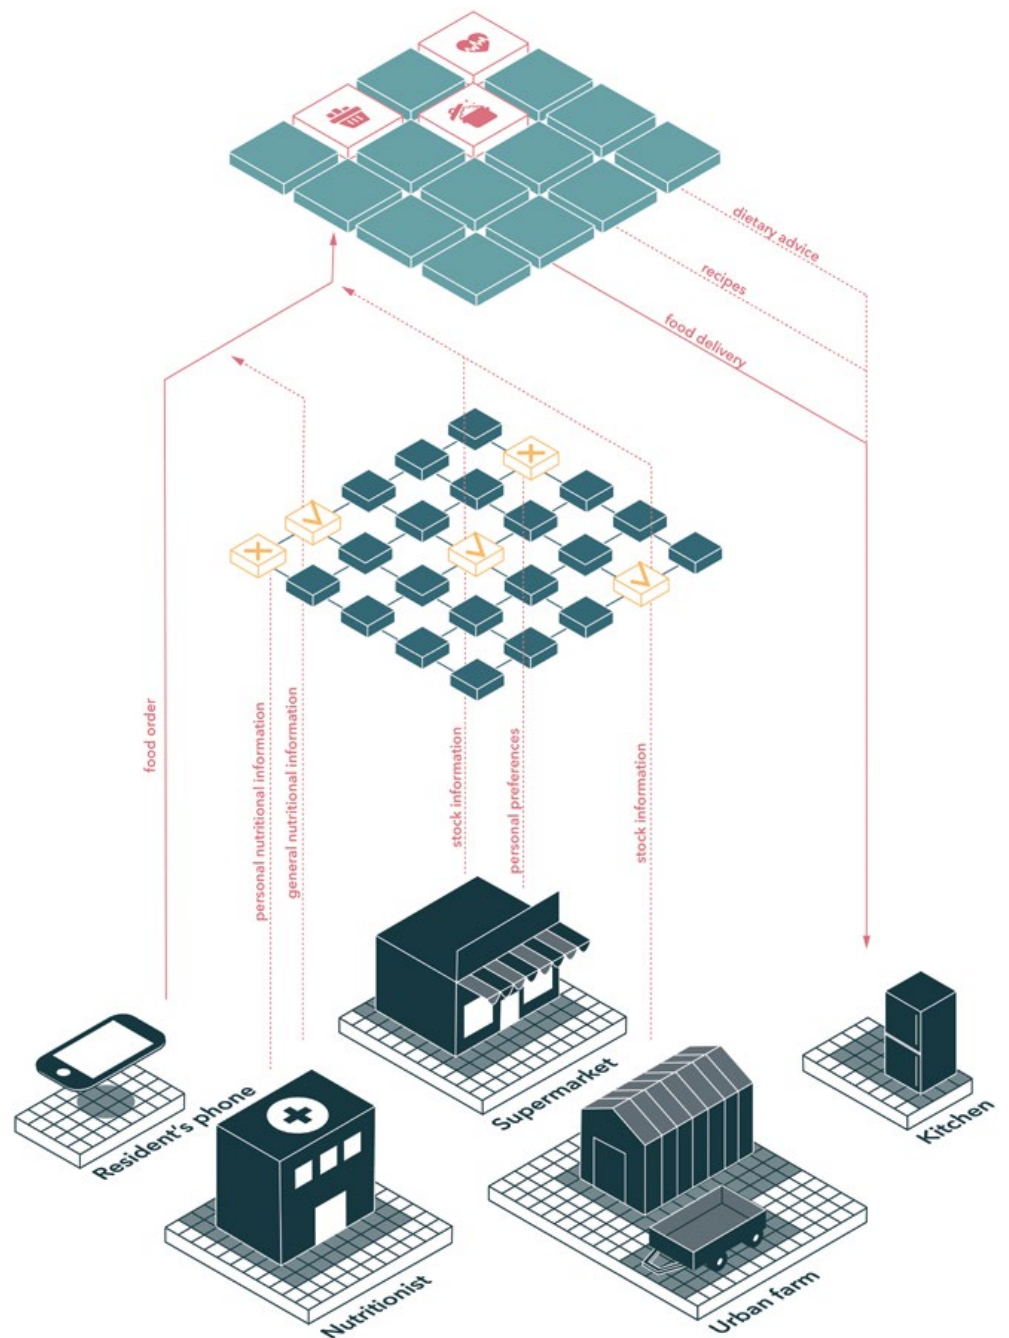 dietary advice
recipes
food delivery
food order
personal nutritional information
general nutritional information
stock information
personal preferences
stock information
Resident's phone
Nutritionist
Supermarket
Urban farm
Kitchen